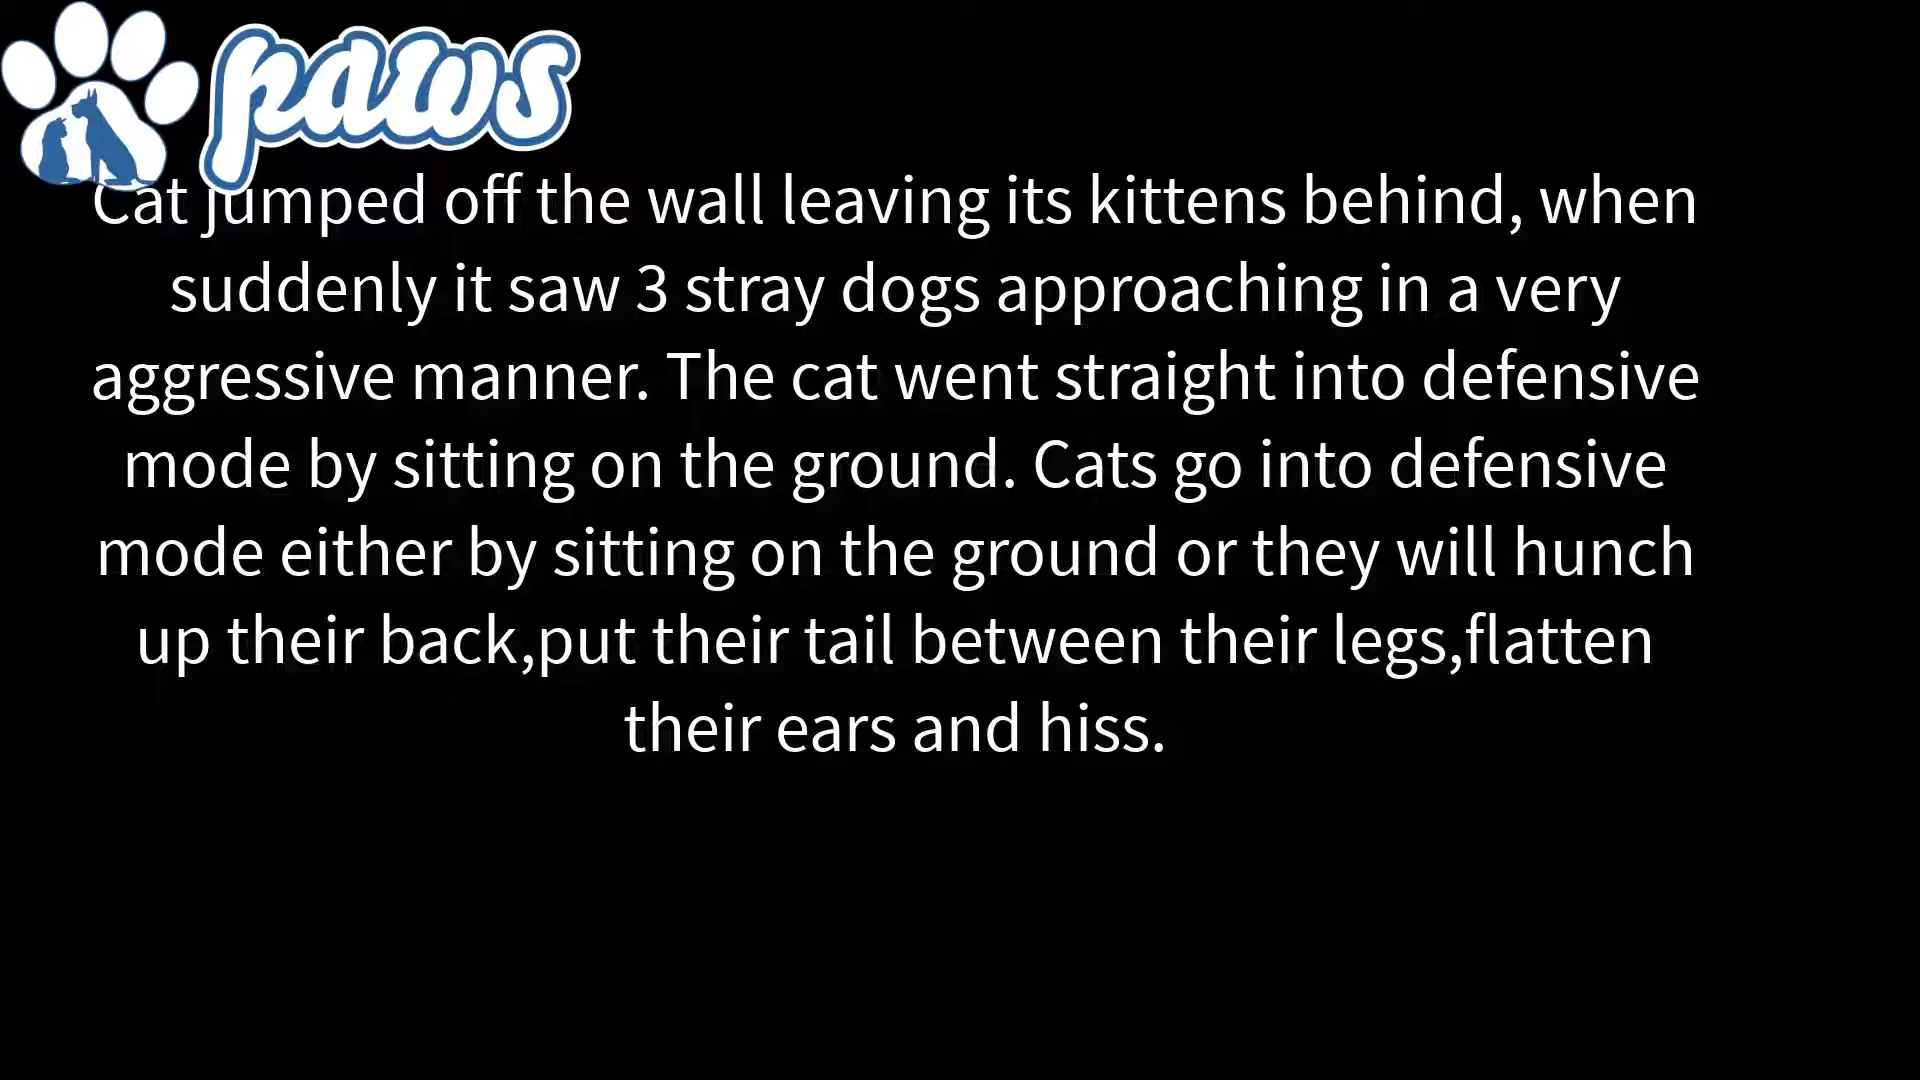 paws
Cat jumped off the wall leaving its kittens behind, when
suddenly it saw 3 stray dogs approaching in a very
aggressive manner. The cat went straight into defensive
mode by sitting on the ground. Cats go into defensive
mode either by sitting on the ground or they will hunch
up their back,put their tail between their legs,flatten
their ears and hiss.